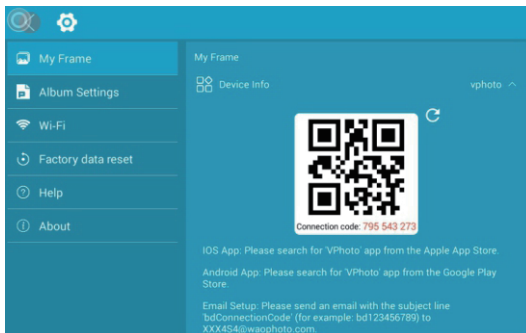 My Frame
My Frame
Device Info
vphoto
Album Settings
Wi-Fi
Factory data reset
Help
About
Connection code: 795 543 273
IOS App: Please search for 'VPhoto' app from the Apple App Store.
Android App: Please search for 'VPhoto' app from the Google Play
Store.
Email Setup: Please send an email with the subject line
'bdConnectionCode' (for example: bd123456789) to
XXX4S4@waophoto.com.